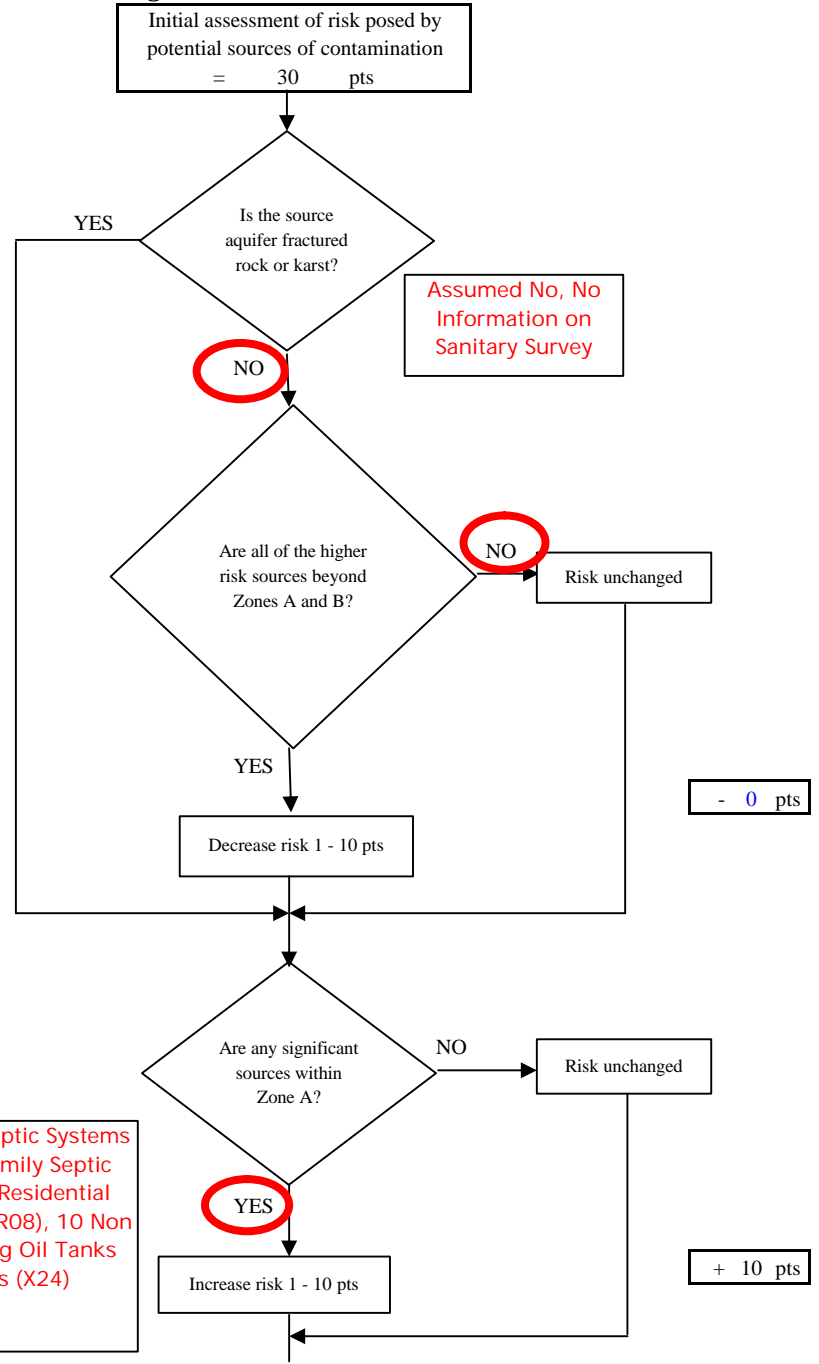 Initial assessment of risk posed by
potential sources of contamination
= 30 pts
YES
Is the source
aquifer fractured
rock or karst?
Assumed No, No
Information on
Sanitary Survey
NO
Are all of the higher
risk sources beyond
Zones A and B?
NO
Risk unchanged
YES
- 0 pts
Decrease risk 1 - 10 pts
Are any significant
sources within
Zone A?
NO
Risk unchanged
ptic Systems
mily Septic
Residential
R08), 10 Non
g Oil Tanks
s (X24)
YES
+ 10 pts
Increase risk 1 - 10 pts